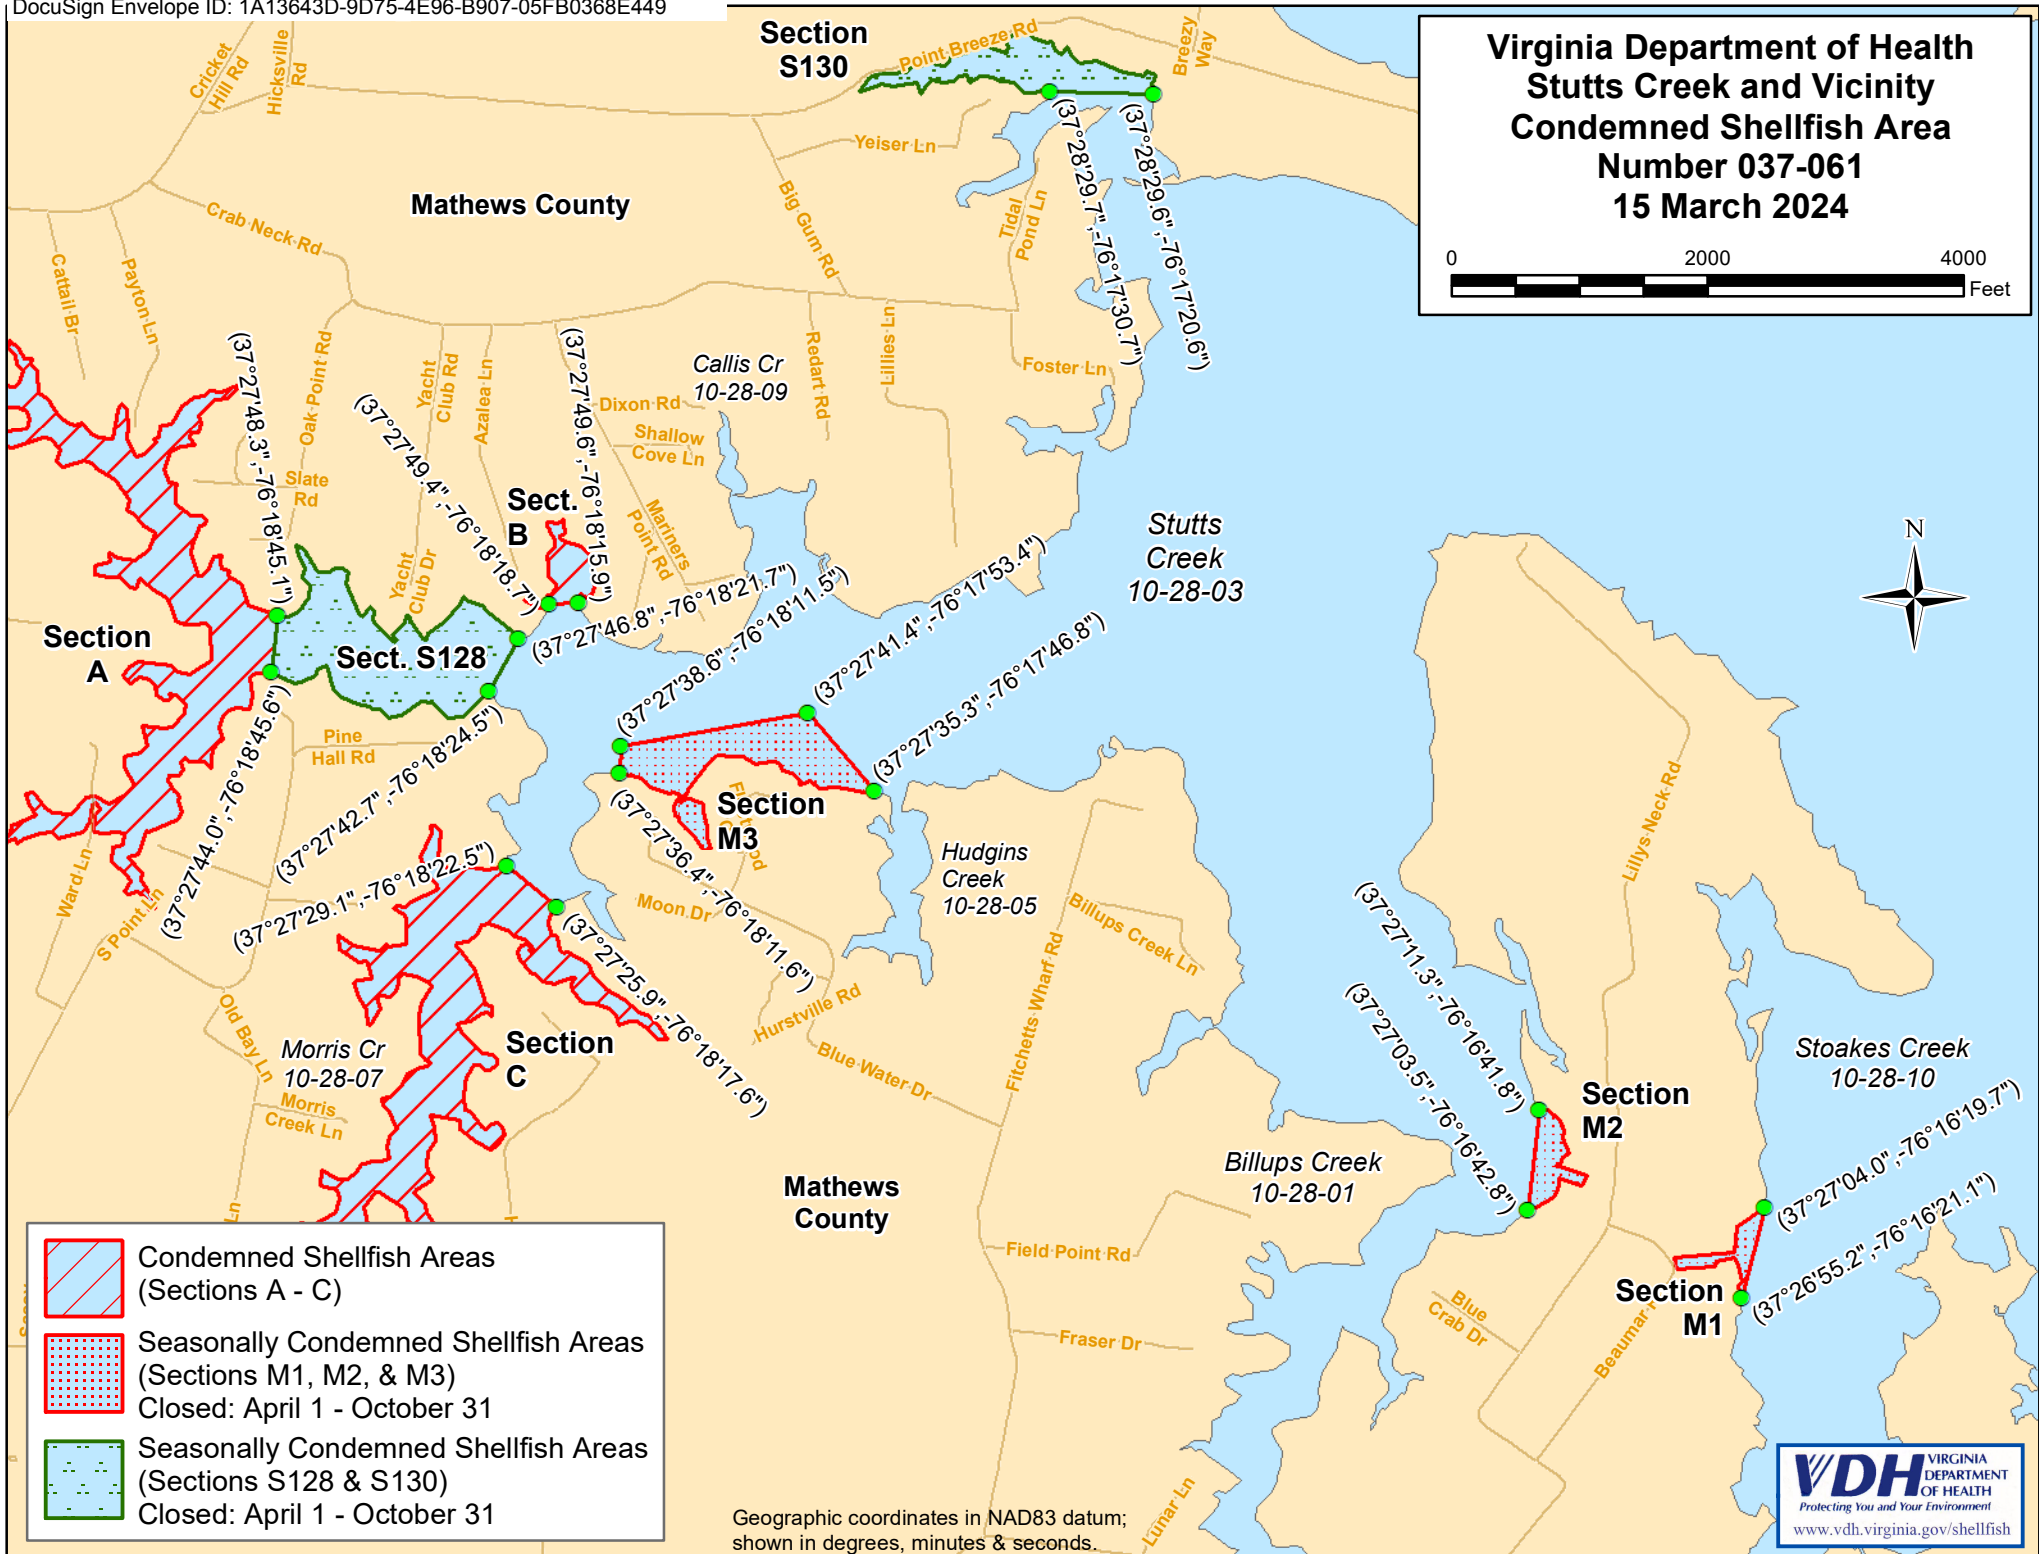 DocuSign Envelope ID: 1A13643D-9D75-4E96-B907-05FB0368E449
Virginia Department of Health
Stutts Creek and Vicinity
Condemned Shellfish Area
Number 037-061
15 March 2024
0 2000 4000
Feet
Section
S130
Point Breeze Rd
Breezy
Way
Cricket
Hill Rd
Hicksville
Rd
Yeiser Ln
(37°28'29.7",-76°17'30.7")
(37°28'29.6",-76°17'20.6")
Mathews County
Crab Neck Rd
Big Gum Rd
Tidal
Pond Ln
Cattail Br
Payton Ln
Oak Point Rd
Yacht
Club Rd
Azalea Ln
Redart Rd
Lillies Ln
Foster Ln
Callis Cr
10-28-09
Dixon Rd
Shallow
Cove Ln
Slate
Rd
(37°27'48.3",-76°18'45.1")
(37°27'49.4",-76°18'18.7")
(37°27'49.6",-76°18'15.9")
Sect.
B
Mariners
Point Rd
Yacht
Club Dr
Stutts
Creek
10-28-03
N
Section
A
Sect. S128
(37°27'46.8",-76°18'21.7")
(37°27'38.6",-76°18'11.5")
(37°27'41.4",-76°17'53.4")
(37°27'35.3",-76°17'46.8")
Pine
Hall Rd
(37°27'44.0",-76°18'45.6")
(37°27'42.7",-76°18'24.5")
Section
M3
(37°27'36.4",-76°18'11.6")
Hudgins
Creek
10-28-05
Lillys Neck Rd
Ward Ln
S Point Ln
(37°27'29.1",-76°18'22.5")
Moon Dr
(37°27'25.9",-76°18'17.6")
Billups Creek Ln
Fitchetts Wharf Rd
Hurstville Rd
Blue Water Dr
Old Bay Ln
Morris Cr
10-28-07
Morris
Creek Ln
Section
C
(37°27'11.3",-76°16'41.8")
(37°27'03.5",-76°16'42.8")
Section
M2
Stoakes Creek
10-28-10
(37°27'04.0",-76°16'19.7")
(37°26'55.2",-76°16'21.1")
Billups Creek
10-28-01
Mathews
County
Field Point Rd
Fraser Dr
Blue
Crab Dr
Beaumar
Section
M1
Ln
Condemned Shellfish Areas
(Sections A - C)
Seasonally Condemned Shellfish Areas
(Sections M1, M2, & M3)
Closed: April 1 - October 31
Seasonally Condemned Shellfish Areas
(Sections S128 & S130)
Closed: April 1 - October 31
Lunar Ln
Geographic coordinates in NAD83 datum;
shown in degrees, minutes & seconds.
VDH VIRGINIA
DEPARTMENT
OF HEALTH
Protecting You and Your Environment
www.vdh.virginia.gov/shellfish